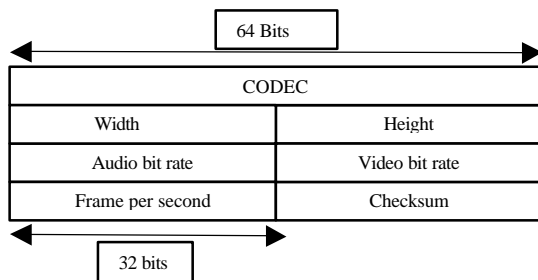 64 Bits
CODEC
Width Height
Audio bit rate Video bit rate
Frame per second Checksum
32 bits